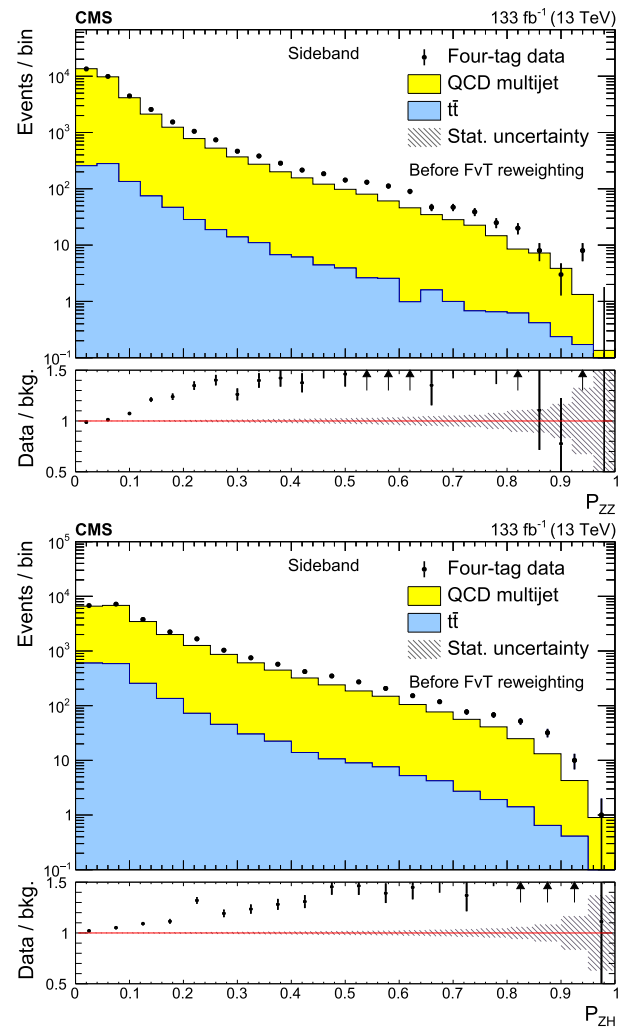 CMS 133 fb⁻¹ (13 TeV)
Sideband
Four-tag data
QCD multijet
tt̄
Stat. uncertainty
Before FvT reweighting
Events / bin
10⁴
10³
10²
10
1
10⁻¹
Data / bkg.
1.5
1
0.5
0 0.1 0.2 0.3 0.4 0.5 0.6 0.7 0.8 0.9 1
P_ZZ
CMS 133 fb⁻¹ (13 TeV)
Sideband
Four-tag data
QCD multijet
tt̄
Stat. uncertainty
Before FvT reweighting
Events / bin
10⁵
10⁴
10³
10²
10
1
10⁻¹
Data / bkg.
1.5
1
0.5
0 0.1 0.2 0.3 0.4 0.5 0.6 0.7 0.8 0.9 1
P_ZH